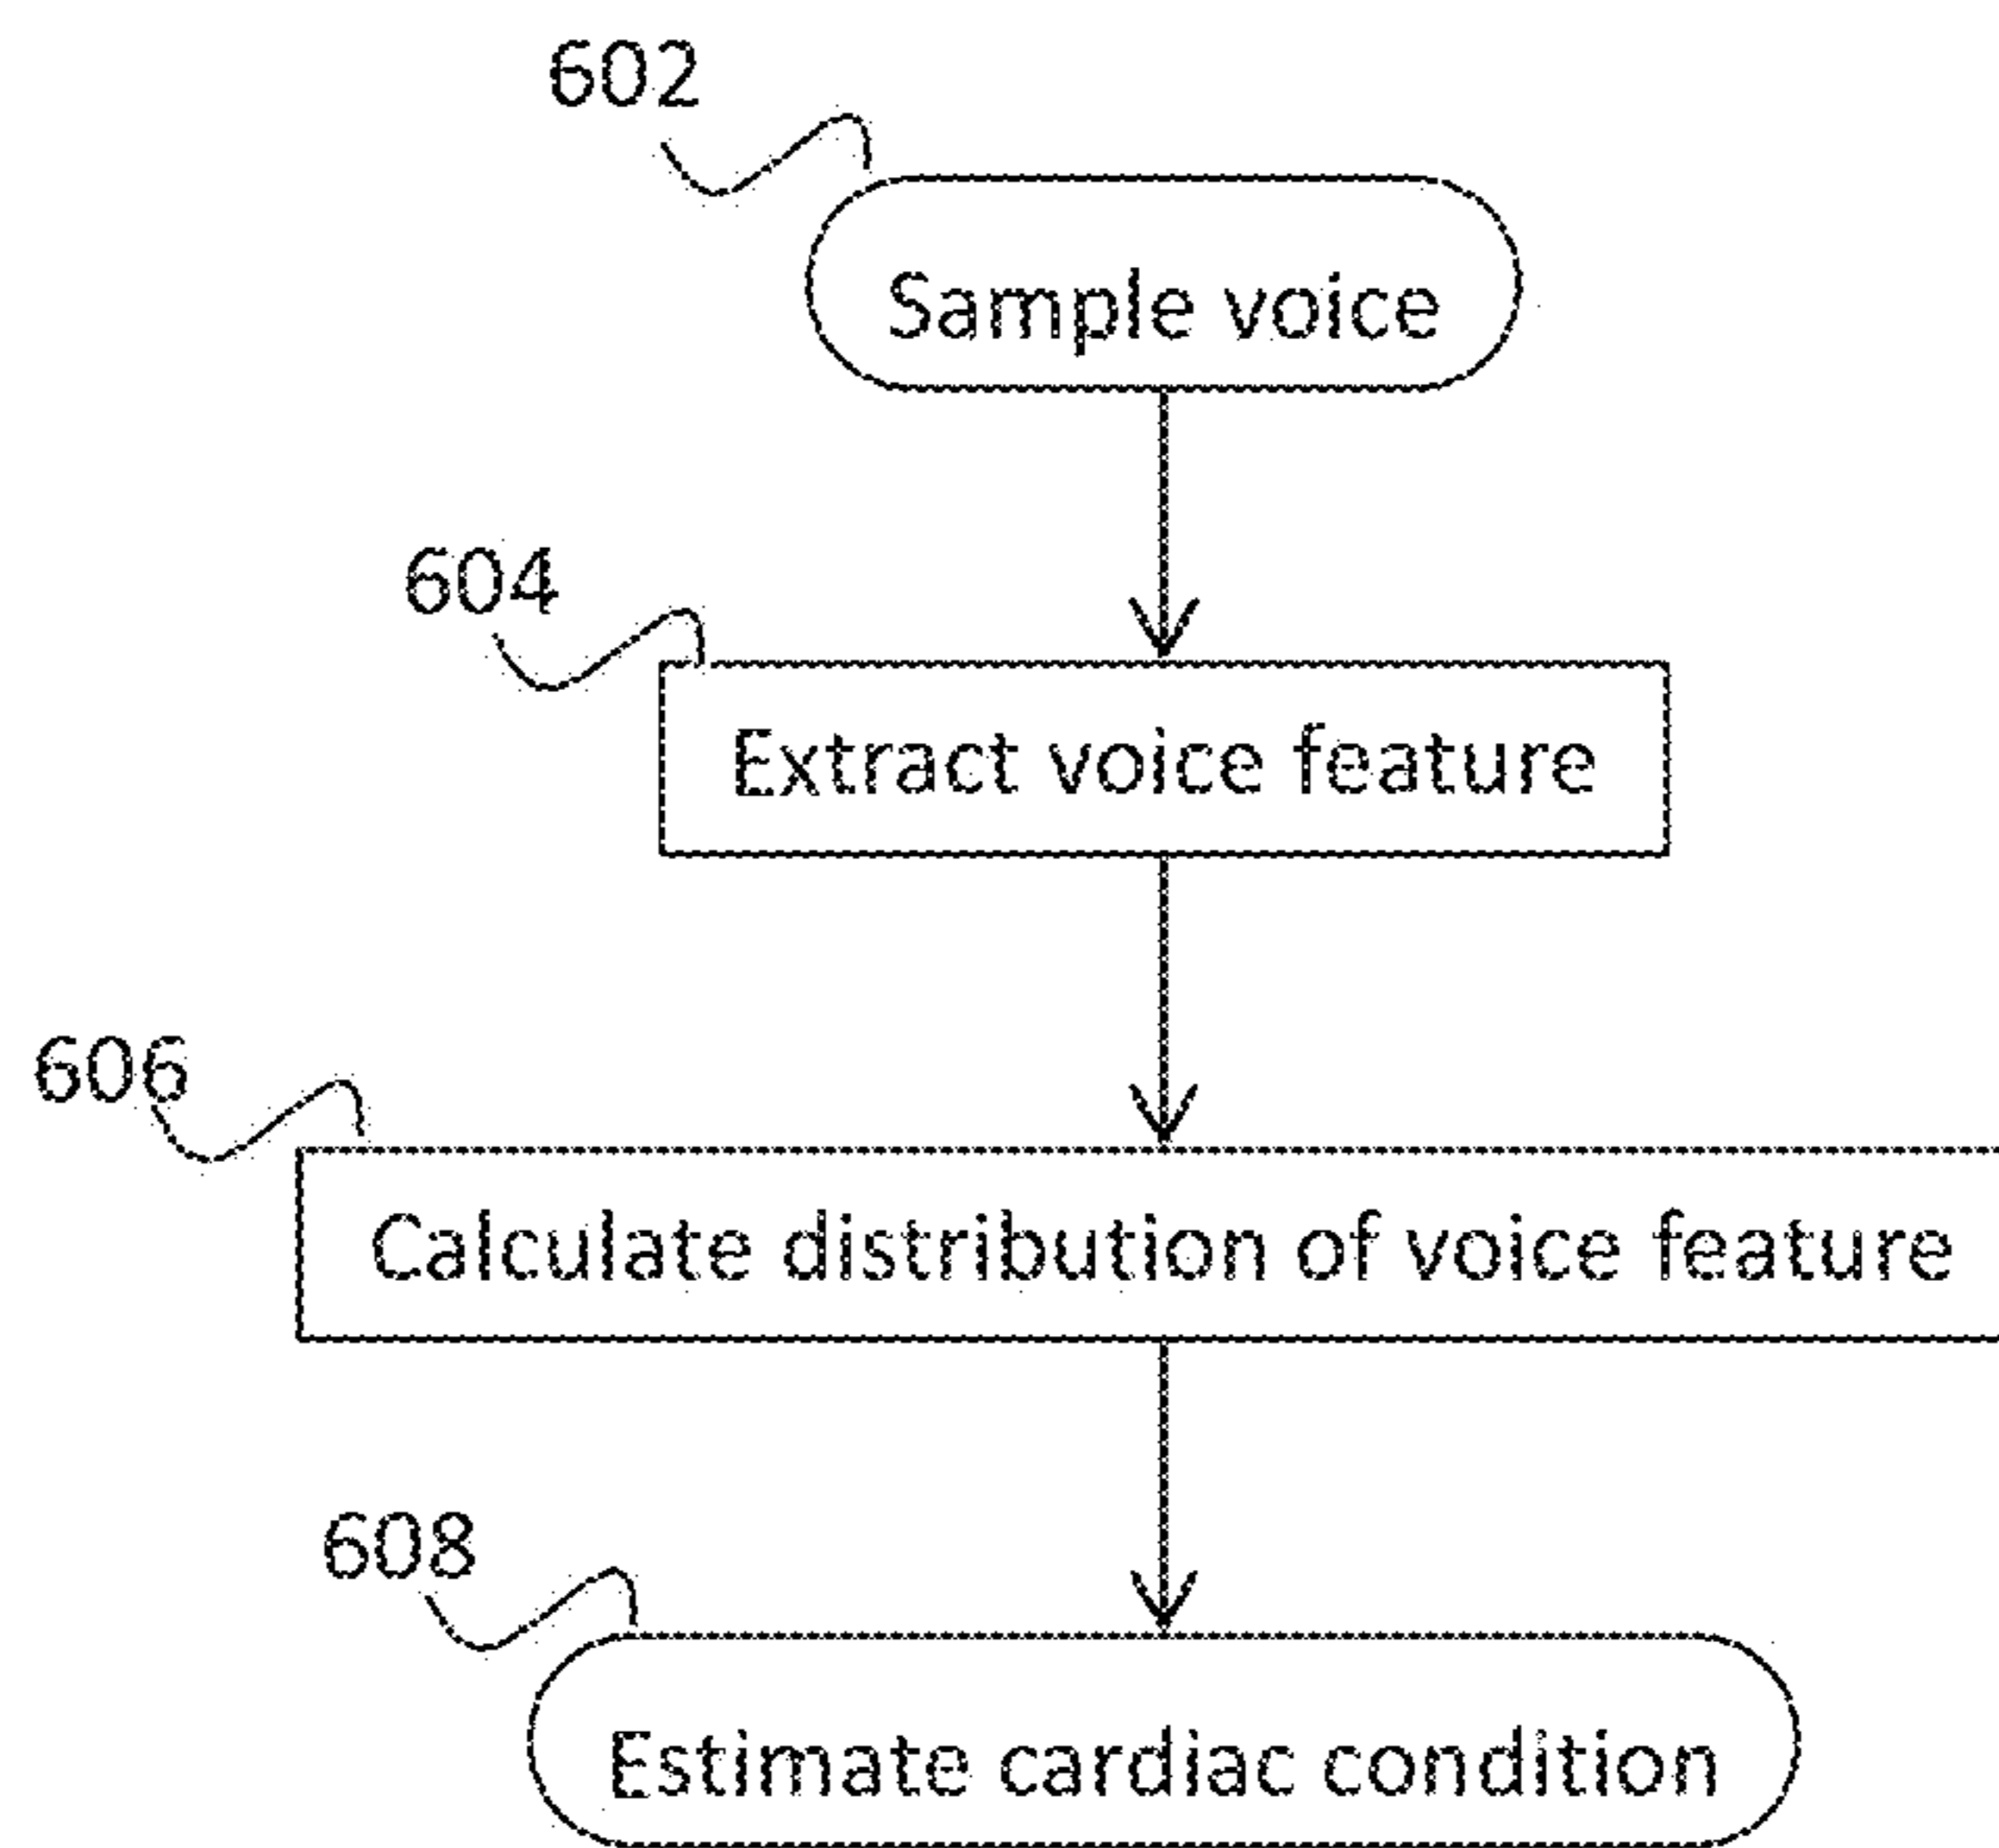 602
Sample voice
604
Extract voice feature
606
Calculate distribution of voice feature
608
Estimate cardiac condition